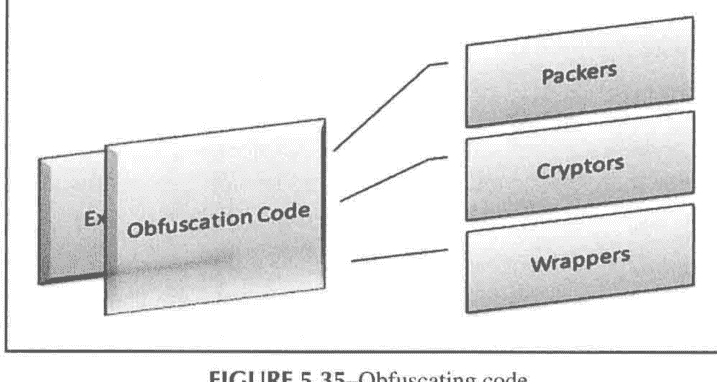 Packers
Ex
Obfuscation Code
Cryptors
Wrappers
FIGURE 5.35–Obfuscating code